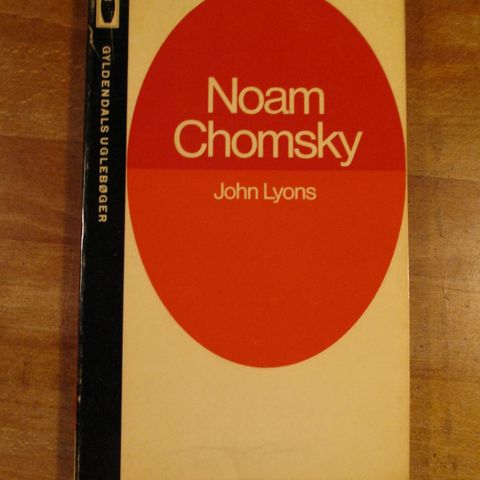 GYLDENDALS UGLEBØGER
Noam
Chomsky
John Lyons